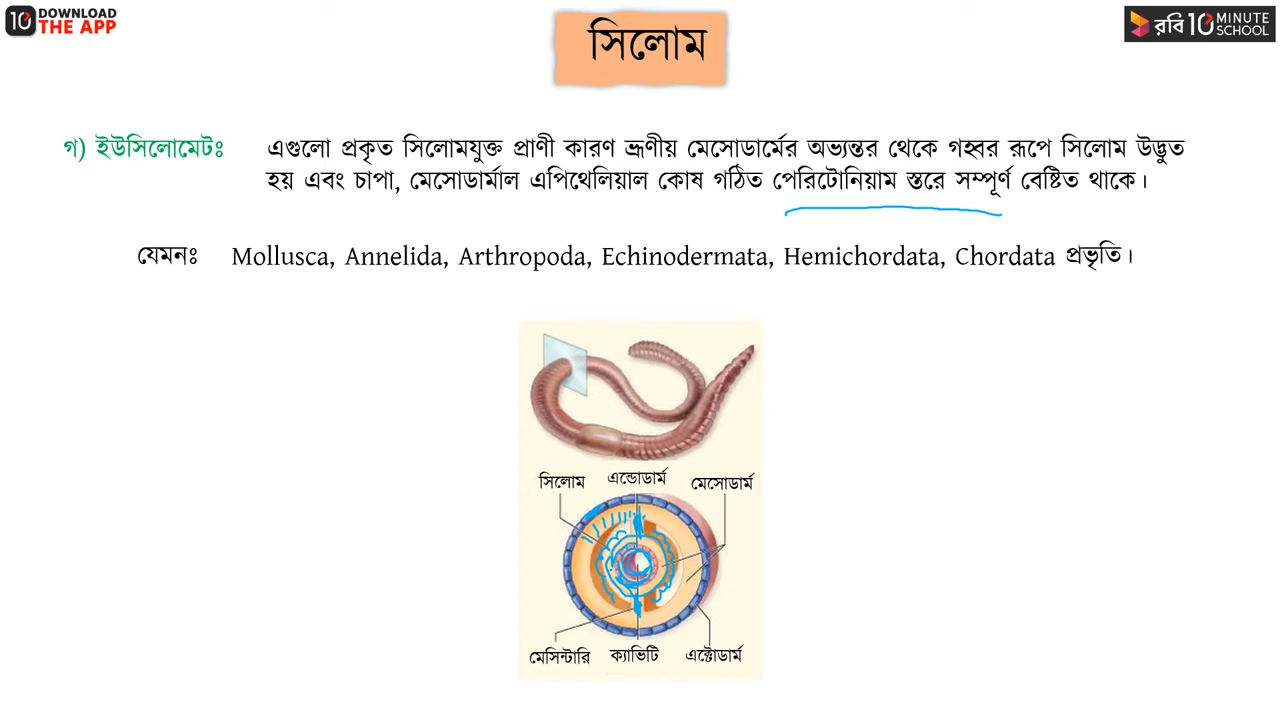 DOWNLOAD
THE APP
রবি 10 MINUTE
SCHOOL
সিলোম
গ) ইউসিলোমেটঃ এগুলো প্রকৃত সিলোমযুক্ত প্রাণী কারণ ভ্রূণীয় মেসোডার্মের অভ্যন্তর থেকে গহ্বর রূপে সিলোম উদ্ভুত
হয় এবং চাপা, মেসোডার্মাল এপিথেলিয়াল কোষ গঠিত পেরিটোনিয়াম স্তরে সম্পূর্ণ বেষ্টিত থাকে।
যেমনঃ Mollusca, Annelida, Arthropoda, Echinodermata, Hemichordata, Chordata প্রভৃতি।
সিলোম এন্ডোডার্ম মেসোডার্ম
মেসিন্টারি ক্যাভিটি এক্টোডার্ম